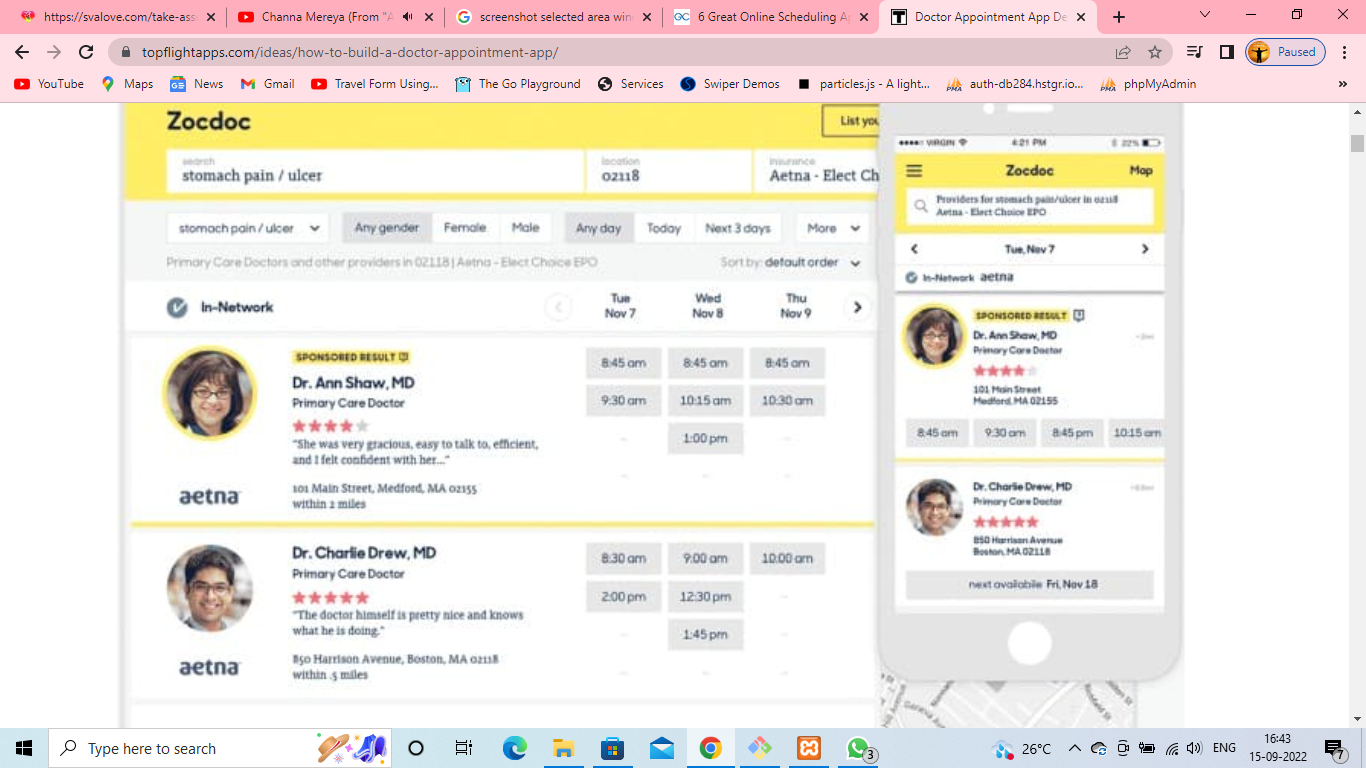 https://svalove.com/take-ass
Channa Mereya (From "A
screenshot selected area win
6 Great Online Scheduling A
Doctor Appointment App De
topflightapps.com/ideas/how-to-build-a-doctor-appointment-app/
Paused
YouTube
Maps
News
Gmail
Travel Form Using...
The Go Playground
Services
Swiper Demos
particles.js - A light...
auth-db284.hstgr.io...
phpMyAdmin
Zocdoc
List you
search
stomach pain / ulcer
location
02118
insurance
Aetna - Elect Ch
stomach pain / ulcer
Any gender Female Male
Any day Today Next 3 days
More
Primary Care Doctors and other providers in 02118 | Aetna - Elect Choice EPO
Sort by: default order
In-Network
Tue
Nov 7
Wed
Nov 8
Thu
Nov 9
SPONSORED RESULT
Dr. Ann Shaw, MD
Primary Care Doctor
"She was very gracious, easy to talk to, efficient,
and I felt confident with her..."
aetna
101 Main Street, Medford, MA 02155
within 2 miles
8:45 am 8:45 am 8:45 am
9:30 am 10:15 am 10:30 am
1:00 pm
Dr. Charlie Drew, MD
Primary Care Doctor
"The doctor himself is pretty nice and knows
what he is doing."
aetna
850 Harrison Avenue, Boston, MA 02118
within .5 miles
8:30 am 9:00 am 10:00 am
2:00 pm 12:30 pm
1:45 pm
VIRGIN 4:21 PM 22%
Zocdoc
Map
Providers for stomach pain/ulcer in 02118
Aetna - Elect Choice EPO
Tue, Nov 7
In-Network aetna
SPONSORED RESULT
Dr. Ann Shaw, MD
Primary Care Doctor
101 Main Street
Medford, MA 02155
8:45 am 9:30 am 8:45 pm 10:15 am
Dr. Charlie Drew, MD
Primary Care Doctor
850 Harrison Avenue
Boston, MA 02118
next availabile Fri, Nov 18
Type here to search
3
26°C
ENG
16:43
15-09-2022
7